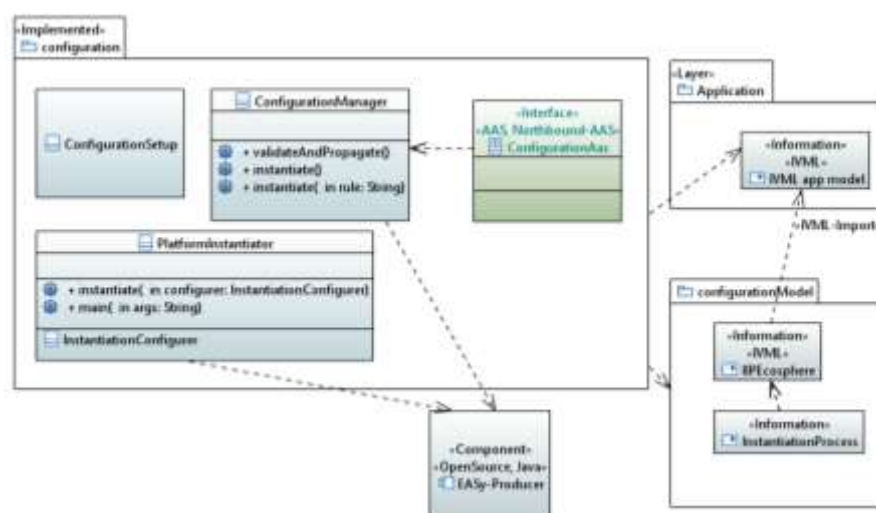 «Implemented»
configuration
ConfigurationSetup
ConfigurationManager
+ validateAndPropagate()
+ instantiate()
+ instantiate( in rule: String)
«Interface»
«AAS, Northbound-AAS»
ConfigurationAas
PlatformInstantiator
+ instantiate( in configurer: InstantiationConfigurer)
+ main( in args: String)
InstantiationConfigurer
«Component»
«OpenSource, Java»
EASy-Producer
«Layer»
Application
«Information»
«IVML»
IVML app model
«IVML-Import
configurationModel
«Information»
«IVML»
IIPEcosphere
«Information»
InstantiationProcess